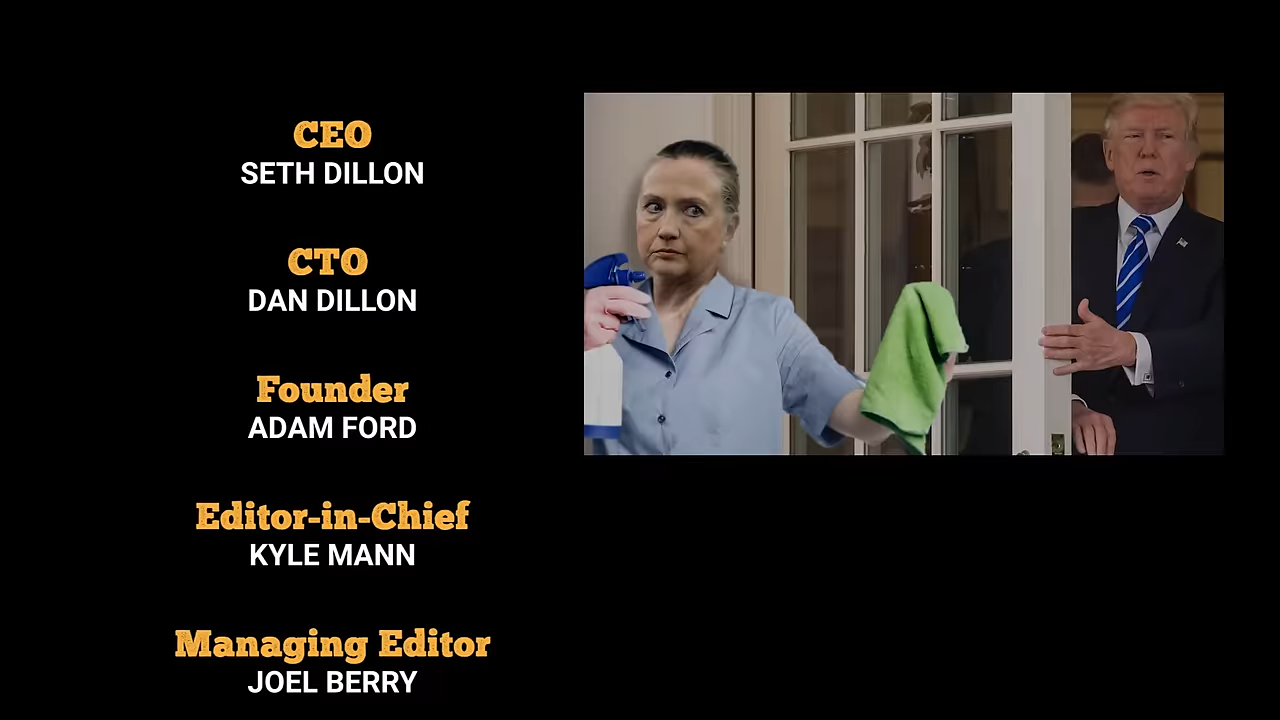 CEO
SETH DILLON
CTO
DAN DILLON
Founder
ADAM FORD
Editor-in-Chief
KYLE MANN
Managing Editor
JOEL BERRY